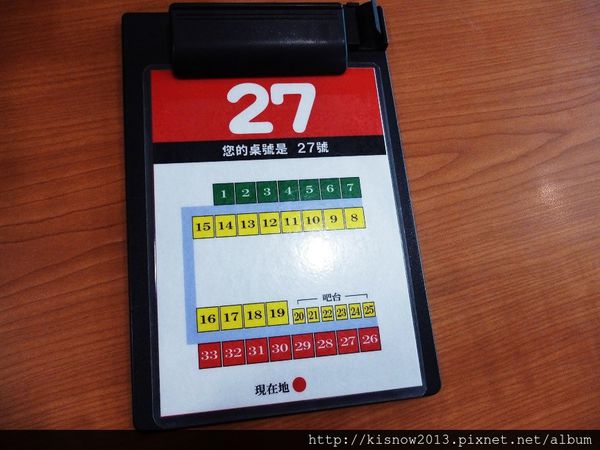 27
您的桌號是 27號
1 2 3 4 5 6 7
15 14 13 12 11 10 9 8
吧台
16 17 18 19 20 21 22 23 24 25
33 32 31 30 29 28 27 26
現在地
http://kisnow2013.pixnet.net/album